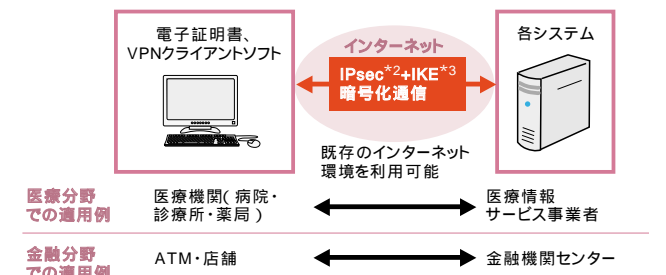 電子証明書、
VPNクライアントソフト
インターネット
IPsec*2+IKE*3
暗号化通信
各システム
既存のインターネット
環境を利用可能
医療分野
での適用例
医療機関(病院・
診療所・薬局)
医療情報
サービス事業者
金融分野
での適用例
ATM・店舗
金融機関センター